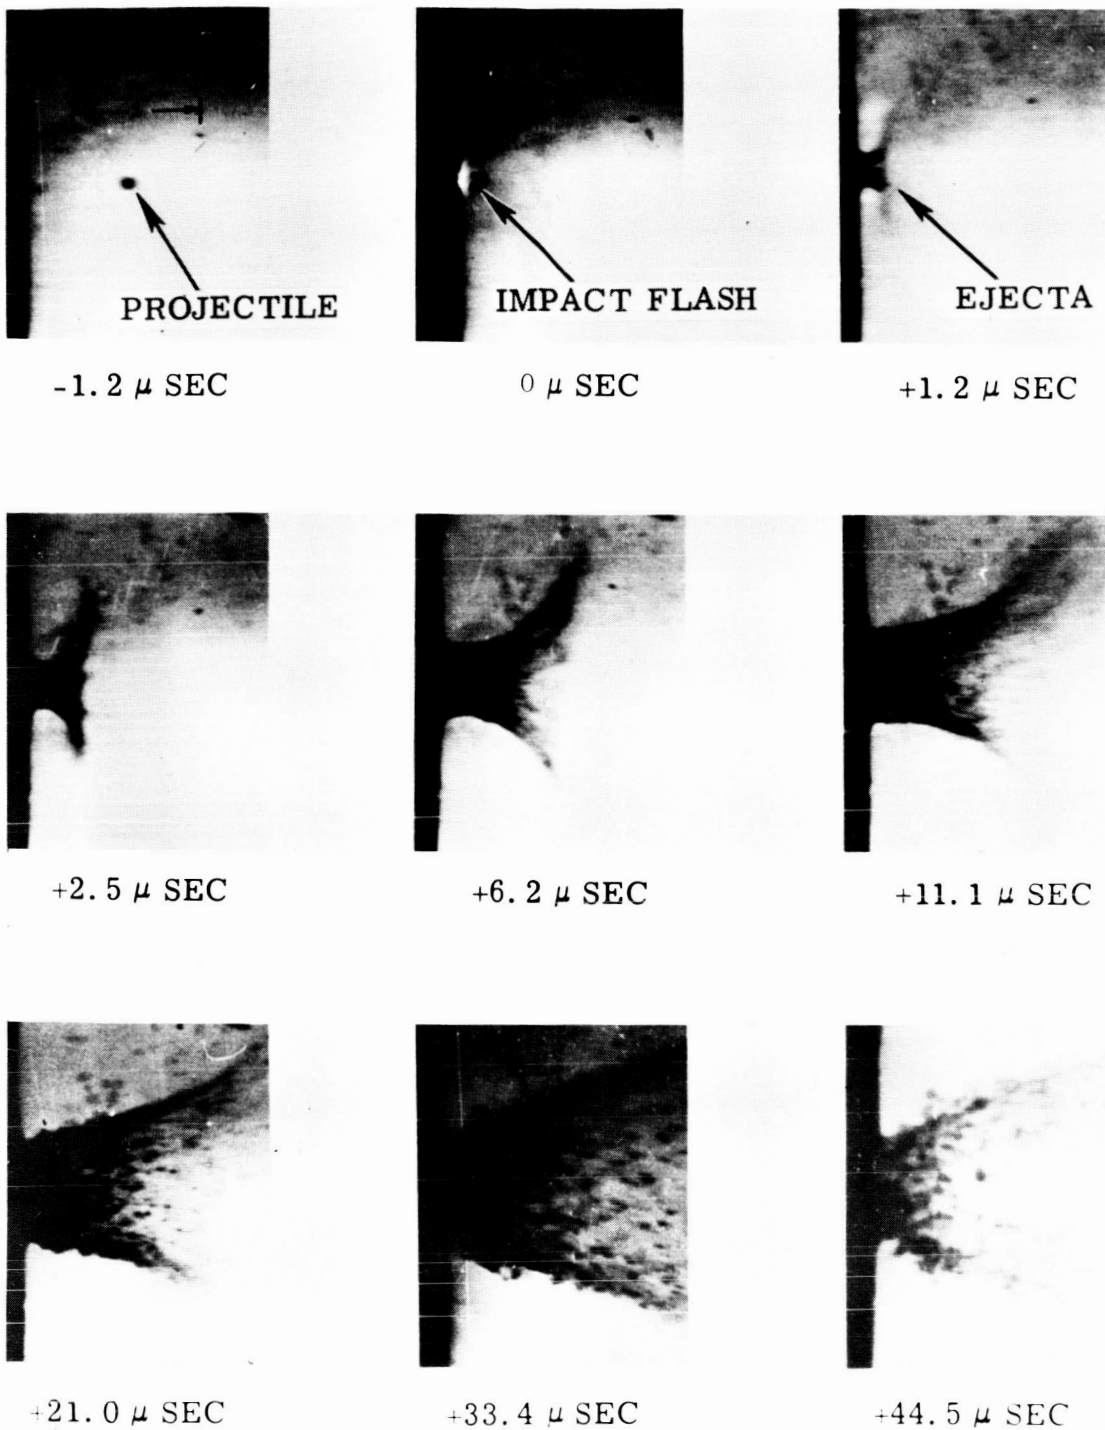 PROJECTILE
IMPACT FLASH
EJECTA
-1.2 μ SEC
0 μ SEC
+1.2 μ SEC
+2.5 μ SEC
+6.2 μ SEC
+11.1 μ SEC
+21.0 μ SEC
+33.4 μ SEC
+44.5 μ SEC